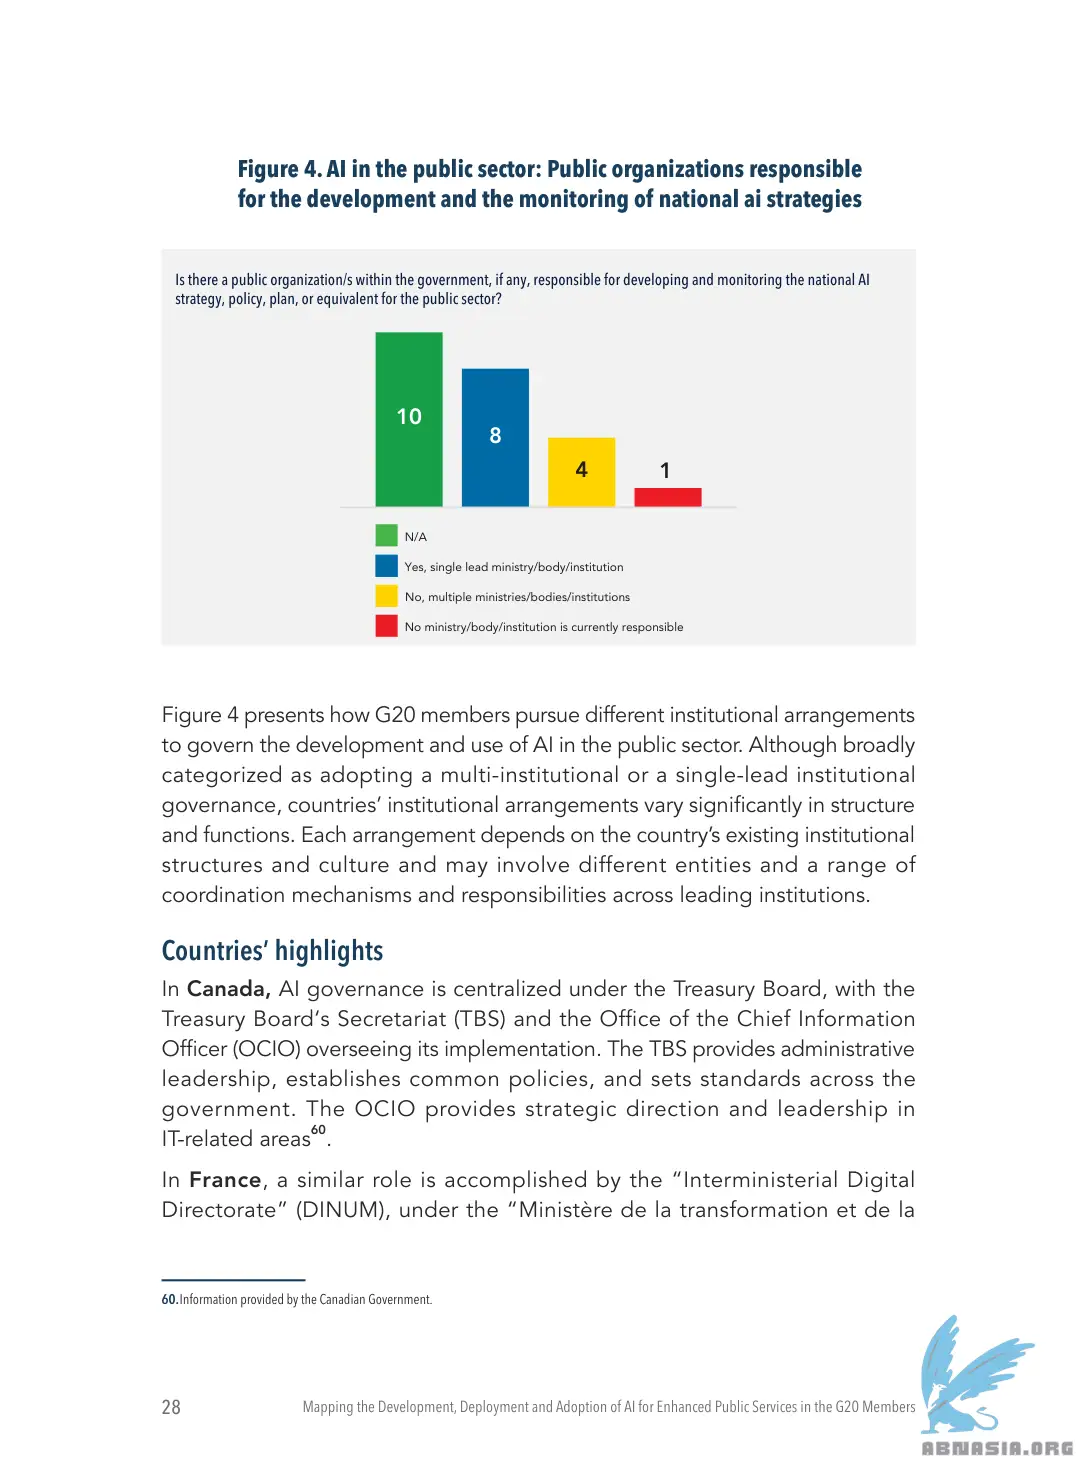 Figure 4. AI in the public sector: Public organizations responsible
for the development and the monitoring of national ai strategies
Is there a public organization/s within the government, if any, responsible for developing and monitoring the national AI
strategy, policy, plan, or equivalent for the public sector?
10
8
4
1
N/A
Yes, single lead ministry/body/institution
No, multiple ministries/bodies/institutions
No ministry/body/institution is currently responsible
Figure 4 presents how G20 members pursue different institutional arrangements
to govern the development and use of AI in the public sector. Although broadly
categorized as adopting a multi-institutional or a single-lead institutional
governance, countries’ institutional arrangements vary significantly in structure
and functions. Each arrangement depends on the country’s existing institutional
structures and culture and may involve different entities and a range of
coordination mechanisms and responsibilities across leading institutions.
Countries’ highlights
In Canada, AI governance is centralized under the Treasury Board, with the
Treasury Board‘s Secretariat (TBS) and the Office of the Chief Information
Officer (OCIO) overseeing its implementation. The TBS provides administrative
leadership, establishes common policies, and sets standards across the
government. The OCIO provides strategic direction and leadership in
IT-related areas60.
In France, a similar role is accomplished by the “Interministerial Digital
Directorate” (DINUM), under the “Ministère de la transformation et de la
60. Information provided by the Canadian Government.
28
Mapping the Development, Deployment and Adoption of AI for Enhanced Public Services in the G20 Members
ABNASIA.ORG